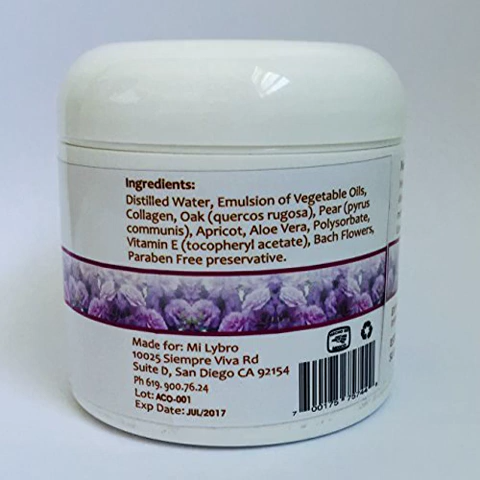 Ingredients:
Distilled Water, Emulsion of Vegetable Oils,
Collagen, Oak (quercos rugosa), Pear (pyrus
communis), Apricot, Aloe Vera, Polysorbate,
Vitamin E (tocopheryl acetate), Bach Flowers,
Paraben Free preservative.
Made for: Mi Lybro
10025 Siempre Viva Rd
Suite D, San Diego CA 92154
Ph 619. 900.76.24
Lot: ACO-001
Exp Date: JUL/2017